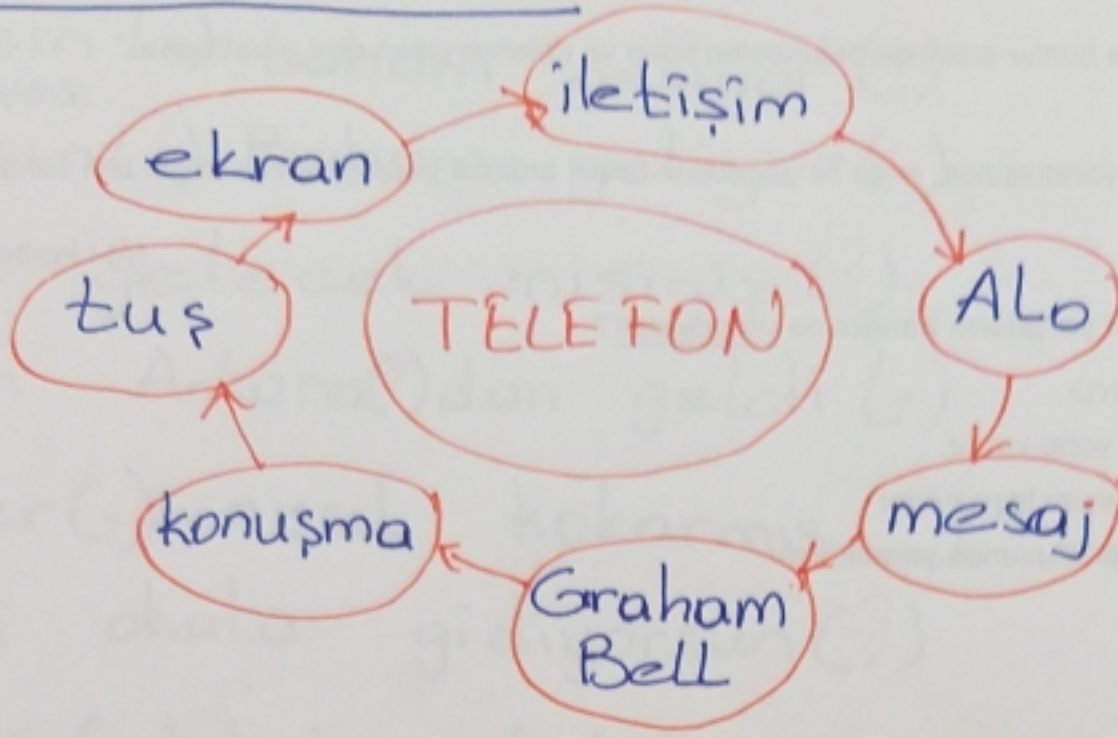 iletişim
ekran
ALo
tuş
TELEFON
mesaj
konuşma
Graham
Bell